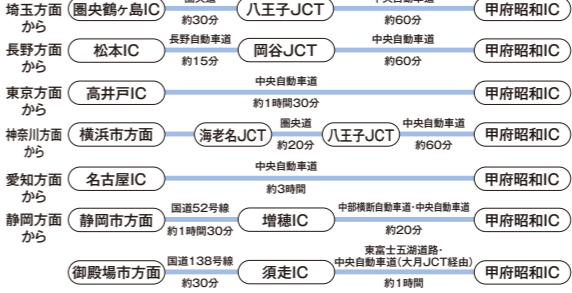 埼玉方面から 圏央鶴ヶ島IC 約30分 八王子JCT 約60分 甲府昭和IC
長野方面から 松本IC 長野自動車道 約15分 岡谷JCT 中央自動車道 約60分 甲府昭和IC
東京方面から 高井戸IC 中央自動車道 約1時間30分 甲府昭和IC
神奈川方面から 横浜市方面 海老名JCT 圏央道 約20分 八王子JCT 中央自動車道 約60分 甲府昭和IC
愛知方面から 名古屋IC 中央自動車道 約3時間 甲府昭和IC
静岡方面から 静岡市方面 国道52号線 約1時間30分 増穂IC 中部横断自動車道・中央自動車道 約20分 甲府昭和IC
御殿場市方面 国道138号線 約30分 須走IC 東富士五湖道路・中央自動車道(大月JCT経由) 約1時間 甲府昭和IC